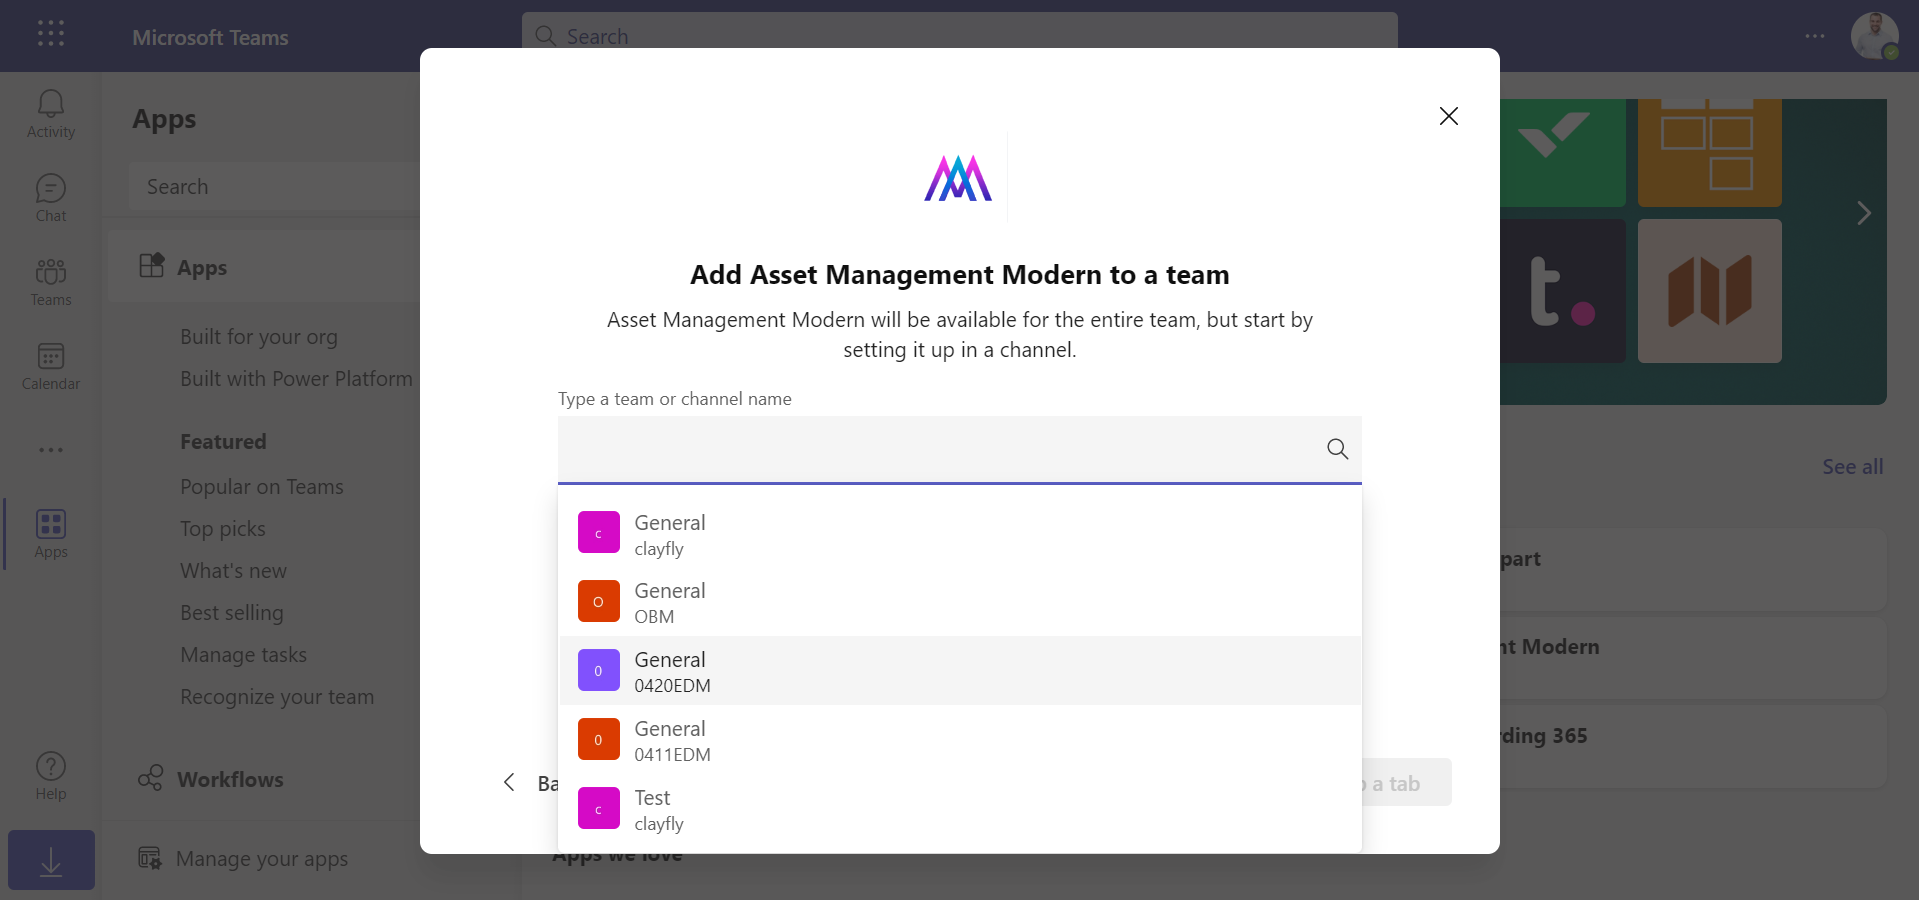 Microsoft Teams
Search
Activity
Chat
Teams
Calendar
Apps
Help
Apps
Search
Apps
Built for your org
Built with Power Platform
Featured
Popular on Teams
Top picks
What's new
Best selling
Manage tasks
Recognize your team
Workflows
Manage your apps
Add Asset Management Modern to a team
Asset Management Modern will be available for the entire team, but start by
setting it up in a channel.
Type a team or channel name
c
General
clayfly
O
General
OBM
0
General
0420EDM
0
General
0411EDM
c
Test
clayfly
a tab
Apps we love
t.
See all
part
Modern
365